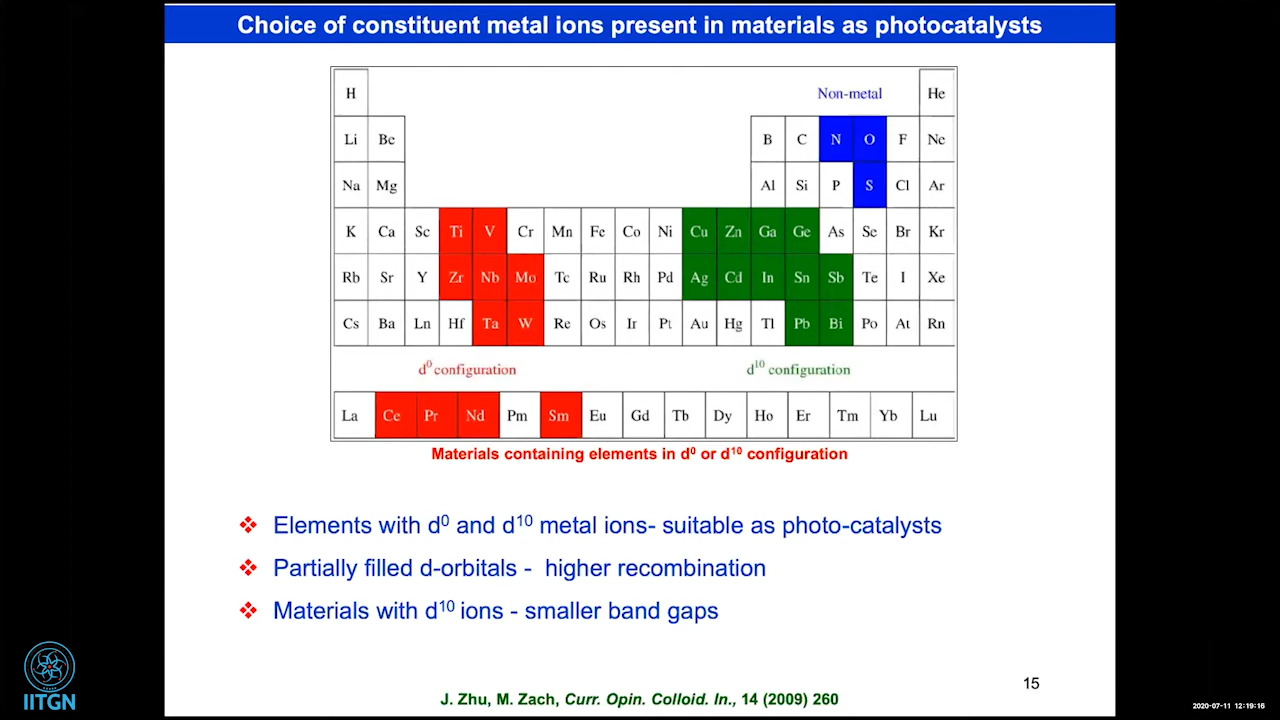 Choice of constituent metal ions present in materials as photocatalysts
H Non-metal He
Li Be B C N O F Ne
Na Mg Al Si P S Cl Ar
K Ca Sc Ti V Cr Mn Fe Co Ni Cu Zn Ga Ge As Se Br Kr
Rb Sr Y Zr Nb Mo Tc Ru Rh Pd Ag Cd In Sn Sb Te I Xe
Cs Ba Ln Hf Ta W Re Os Ir Pt Au Hg Tl Pb Bi Po At Rn
d⁰ configuration d¹⁰ configuration
La Ce Pr Nd Pm Sm Eu Gd Tb Dy Ho Er Tm Yb Lu
Materials containing elements in d⁰ or d¹⁰ configuration
❖ Elements with d⁰ and d¹⁰ metal ions- suitable as photo-catalysts
❖ Partially filled d-orbitals - higher recombination
❖ Materials with d¹⁰ ions - smaller band gaps
15
J. Zhu, M. Zach, Curr. Opin. Colloid. In., 14 (2009) 260
IITGN
2020-07-11 12:19:16